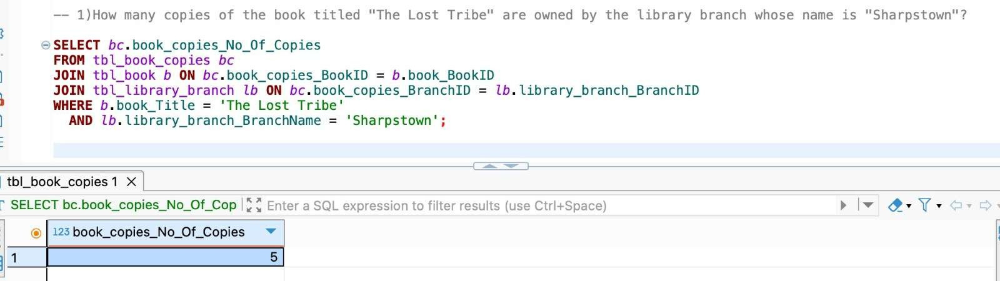 -- 1)How many copies of the book titled "The Lost Tribe" are owned by the library branch whose name is "Sharpstown"?
SELECT bc.book_copies_No_Of_Copies
FROM tbl_book_copies bc
JOIN tbl_book b ON bc.book_copies_BookID = b.book_BookID
JOIN tbl_library_branch lb ON bc.book_copies_BranchID = lb.library_branch_BranchID
WHERE b.book_Title = 'The Lost Tribe'
  AND lb.library_branch_BranchName = 'Sharpstown';
tbl_book_copies 1
SELECT bc.book_copies_No_Of_Cop Enter a SQL expression to filter results (use Ctrl+Space)
123 book_copies_No_Of_Copies
1 5